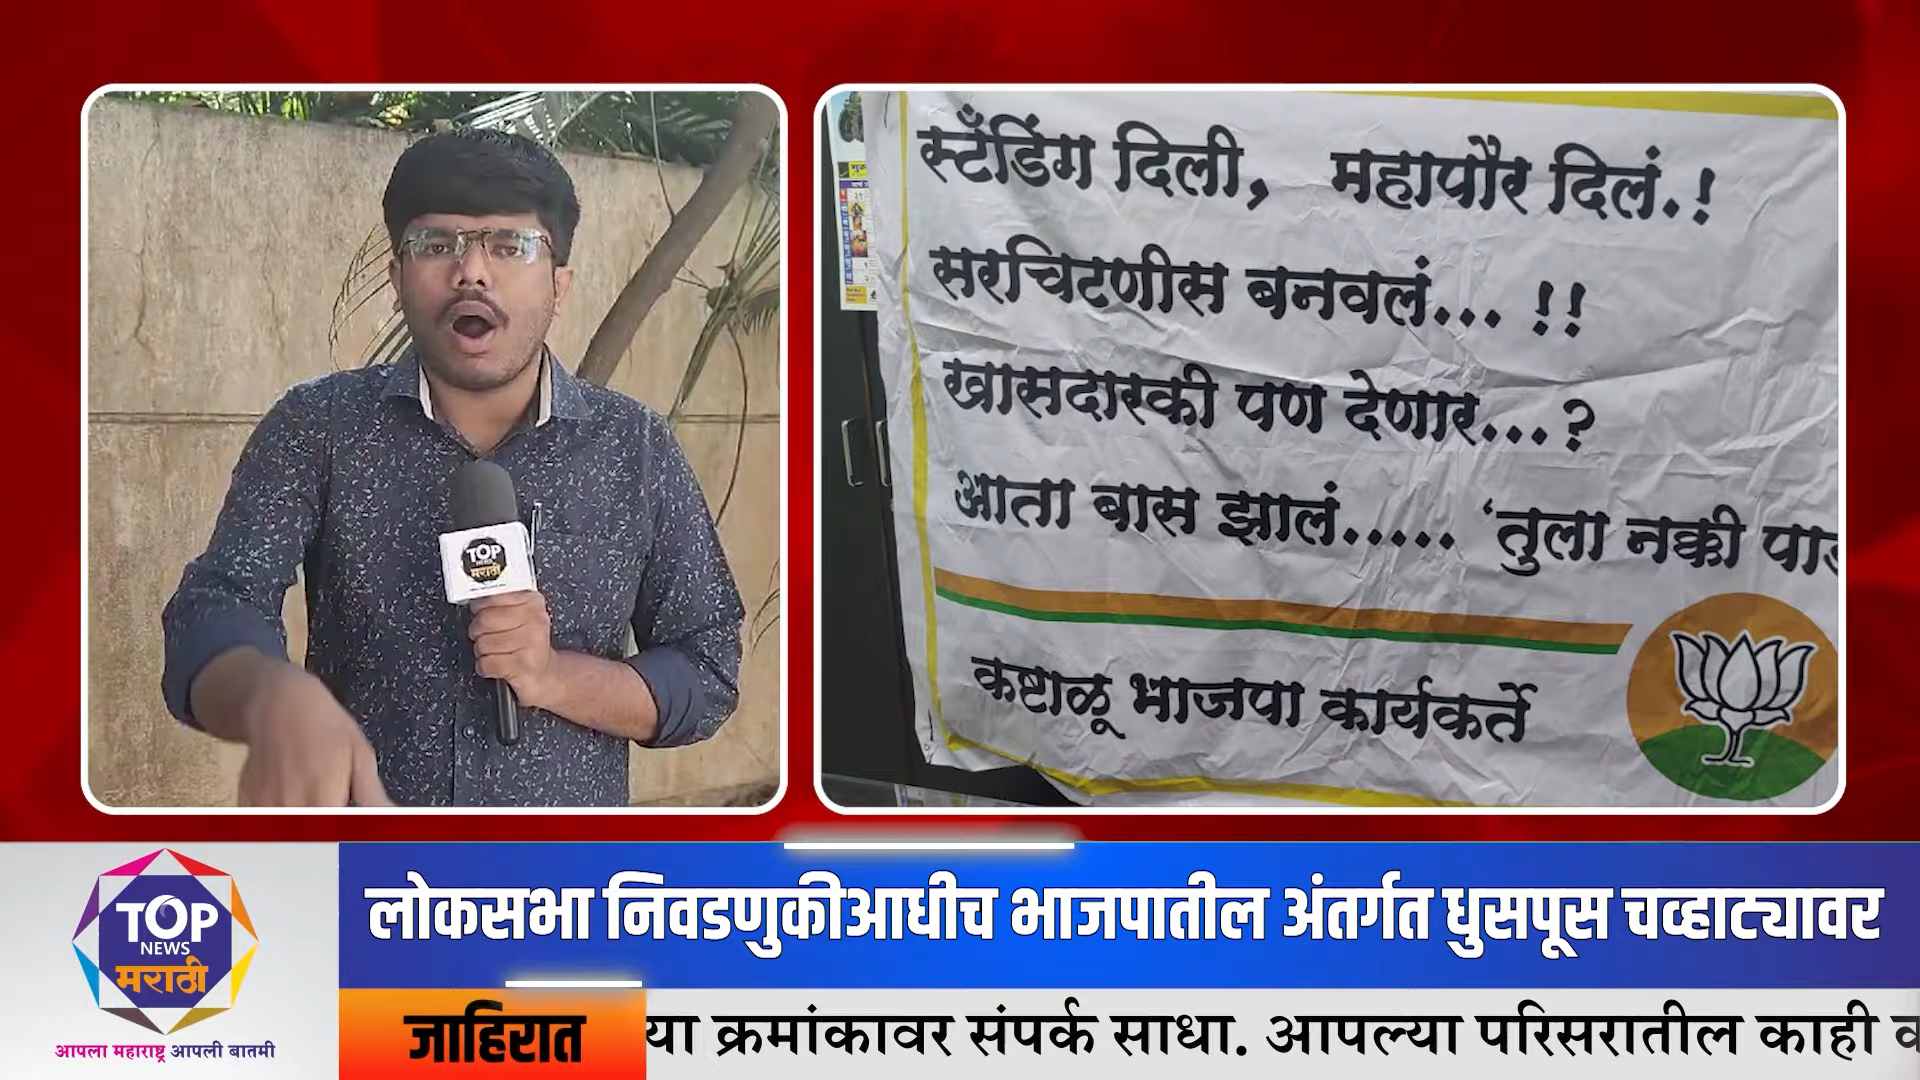 स्टँडिंग दिली, महापौर दिलं.!
सरचिटणीस बनवलं... !!
खासदारकी पण देणार...?
आता बास झालं..... 'तुला नक्की
कष्टाळू भाजपा कार्यकर्ते
TOP
NEWS
मराठी
TOP
NEWS
मराठी
आपला महाराष्ट्र आपली बातमी
लोकसभा निवडणुकीआधीच भाजपातील अंतर्गत धुसपूस चव्हाट्यावर
जाहिरात
या क्रमांकावर संपर्क साधा. आपल्या परिसरातील काही